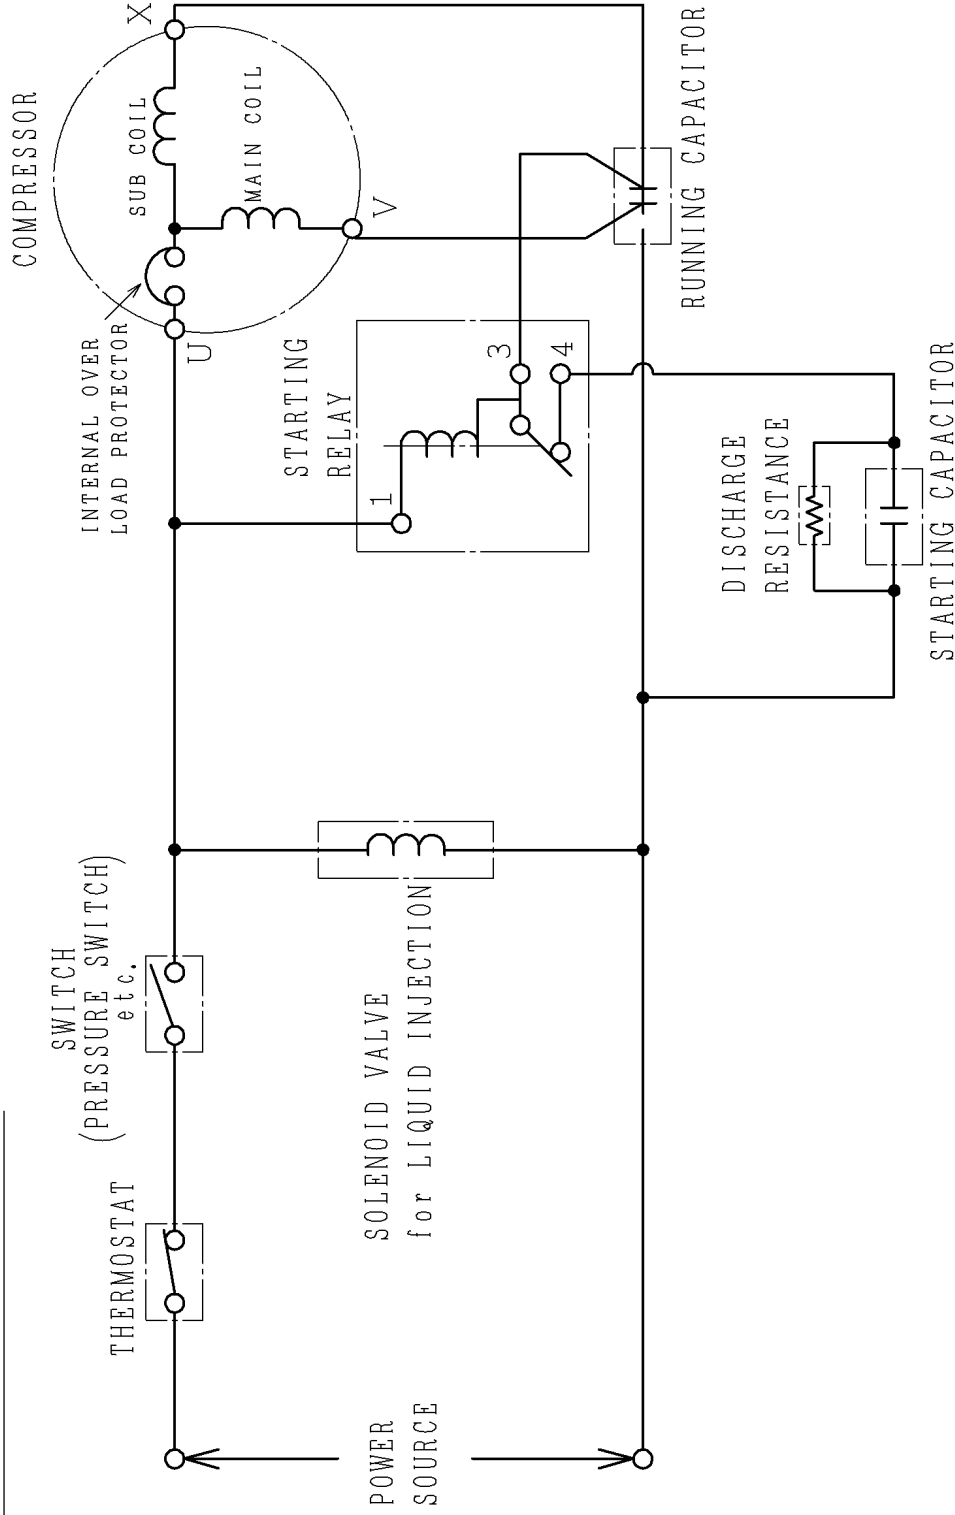 THERMOSTAT
SWITCH
(PRESSURE SWITCH)
etc.
INTERNAL OVER
LOAD PROTECTOR
COMPRESSOR
SUB COIL
MAIN COIL
U
X
V
POWER
SOURCE
SOLENOID VALVE
for LIQUID INJECTION
STARTING
RELAY
1
3
4
RUNNING CAPACITOR
DISCHARGE
RESISTANCE
STARTING CAPACITOR